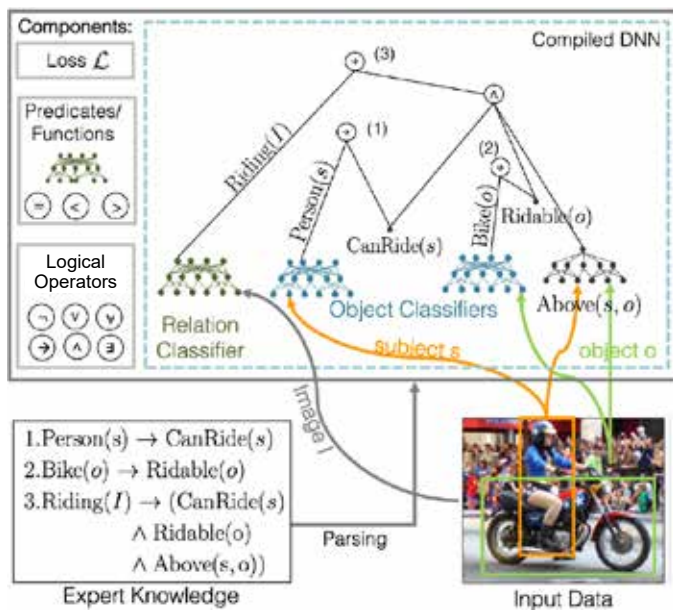 Components:
Loss ℒ
Predicates/
Functions
= < >
Logical
Operators
¬ ∨ ∀
→ ∧ ∃
Compiled DNN
(3)
∧
(1)
(2)
Riding(I)
Person(s)
CanRide(s)
Bike(o)
Ridable(o)
Relation
Classifier
Object Classifiers
Above(s, o)
subject s
object o
Image I
1.Person(s) → CanRide(s)
2.Bike(o) → Ridable(o)
3.Riding(I) → (CanRide(s)
∧ Ridable(o)
∧ Above(s, o))
Parsing
Expert Knowledge
Input Data